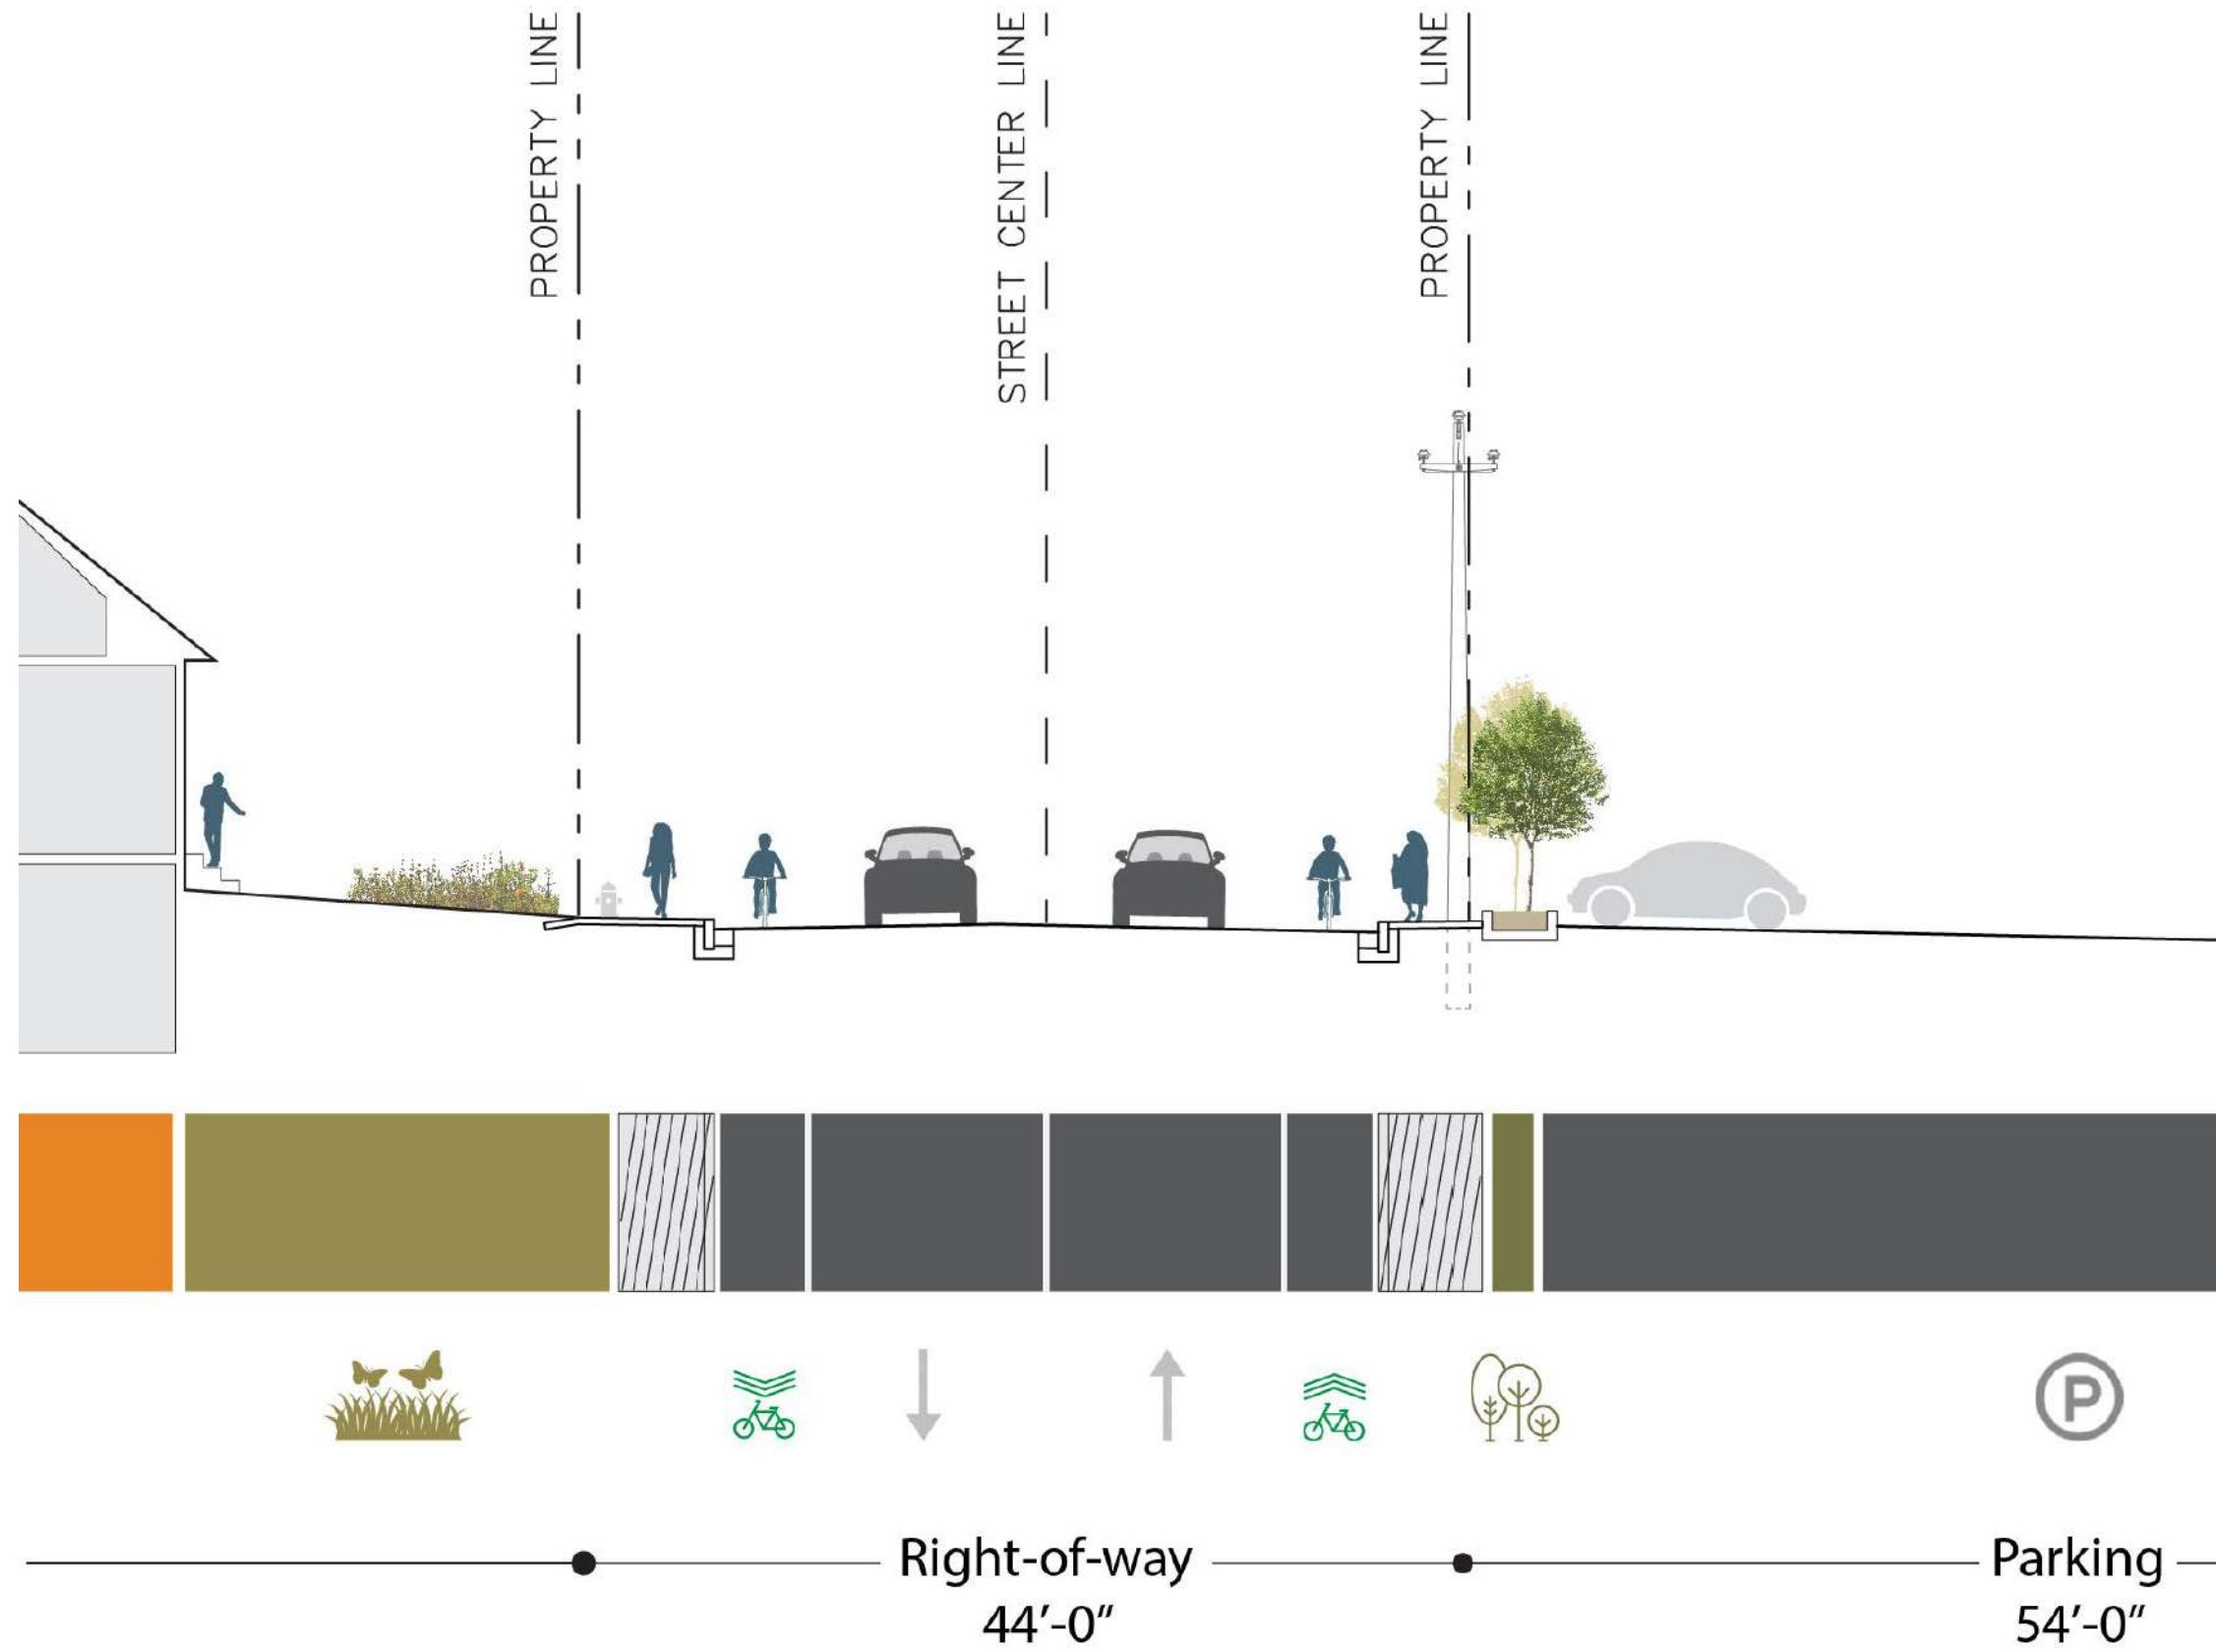 PROPERTY LINE
STREET CENTER LINE
PROPERTY LINE
P
Right-of-way
44'-0"
Parking
54'-0"